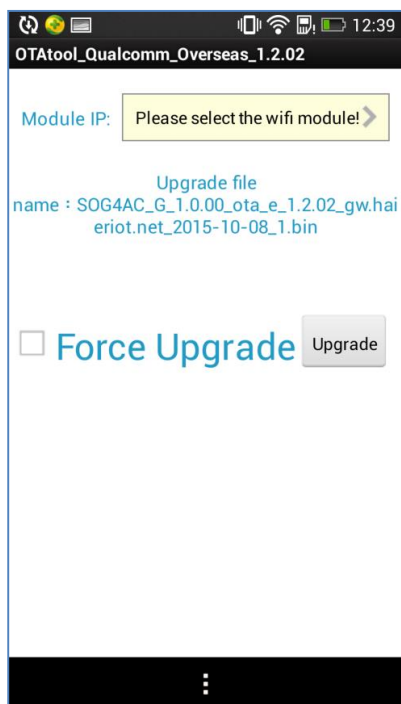 12:39
OTAtool_Qualcomm_Overseas_1.2.02
Module IP:
Please select the wifi module!
Upgrade file
name：SOG4AC_G_1.0.00_ota_e_1.2.02_gw.hai
eriot.net_2015-10-08_1.bin
Force Upgrade
Upgrade